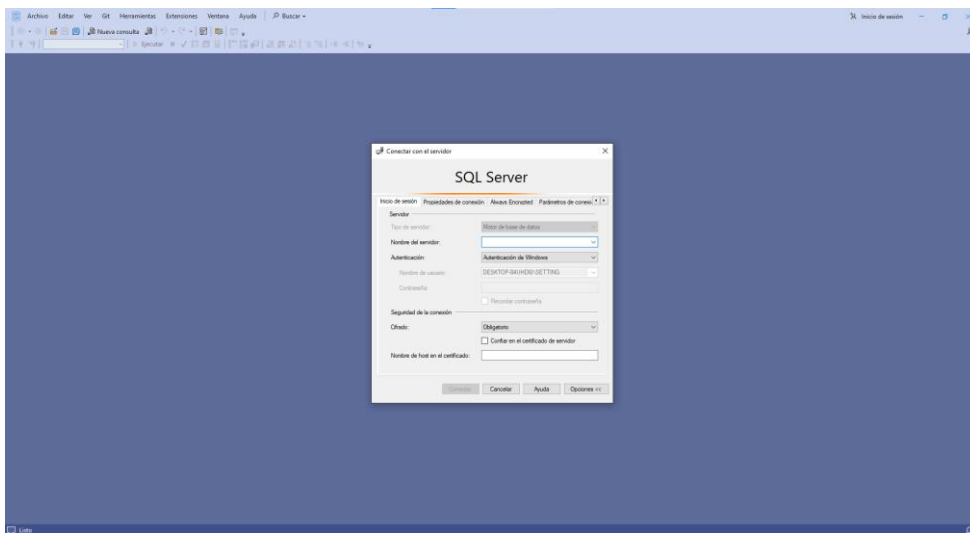 Archivo Editar Ver Git Herramientas Extensiones Ventana Ayuda Buscar
Inicio de sesión
Nueva consulta
Ejecutar
Conectar con el servidor
SQL Server
Inicio de sesión Propiedades de conexión Always Encrypted Parámetros de conexi
Servidor
Tipo de servidor: Motor de base de datos
Nombre del servidor:
Autenticación: Autenticación de Windows
Nombre de usuario:
Contraseña:
Recordar contraseña
Seguridad de la conexión
Cifrado: Obligatorio
Confiar en el certificado de servidor
Nombre de host en el certificado:
Conectar Cancelar Ayuda Opciones <<
Listo